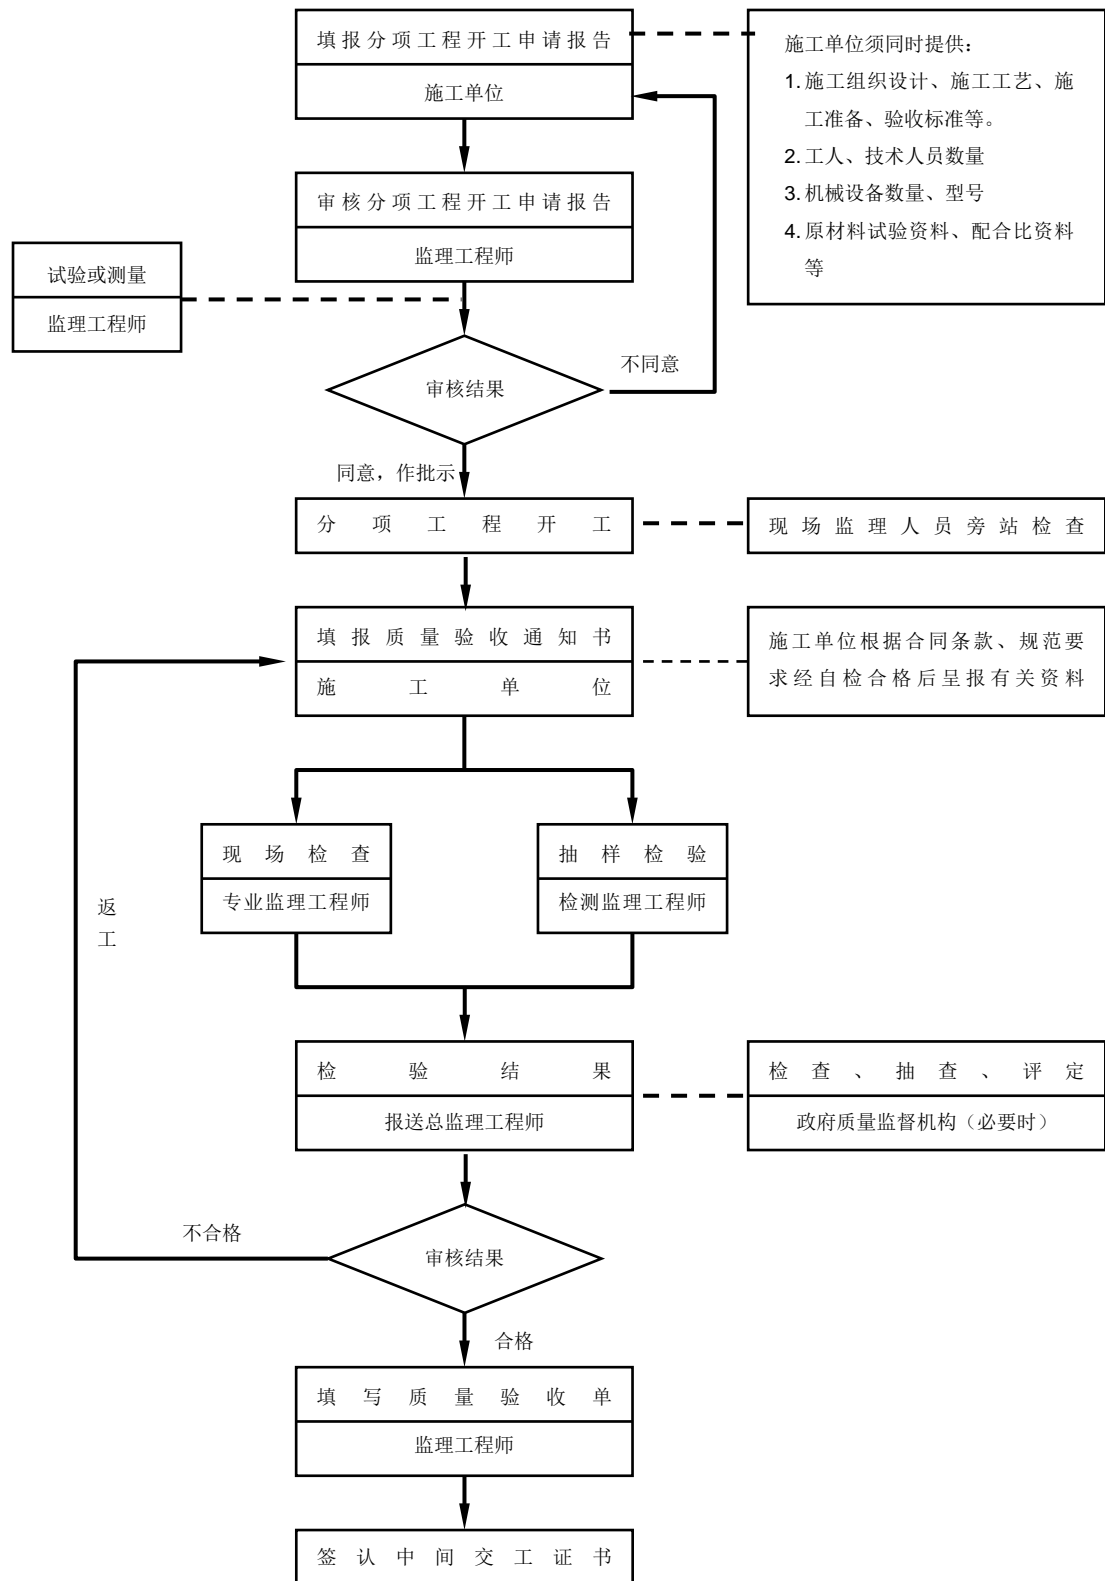 填报分项工程开工申请报告
施工单位
施工单位须同时提供：
1.施工组织设计、施工工艺、施
工准备、验收标准等。
2.工人、技术人员数量
3.机械设备数量、型号
4.原材料试验资料、配合比资料
等
审核分项工程开工申请报告
监理工程师
试验或测量
监理工程师
审核结果
不同意
同意，作批示
分项工程开工
现场监理人员旁站检查
填报质量验收通知书
施工单位
施工单位根据合同条款、规范要
求经自检合格后呈报有关资料
现场检查
专业监理工程师
抽样检验
检测监理工程师
返
工
检验结果
报送总监理工程师
检查、抽查、评定
政府质量监督机构（必要时）
不合格
审核结果
合格
填写质量验收单
监理工程师
签认中间交工证书